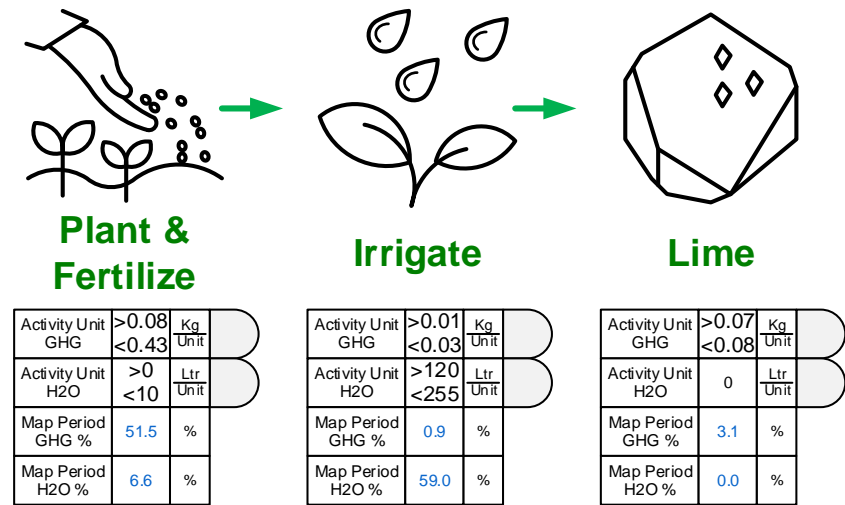 Plant &
Fertilize
Irrigate
Lime
Activity Unit
GHG
>0.08
<0.43
Kg
Unit
Activity Unit
H2O
>0
<10
Ltr
Unit
Map Period
GHG %
51.5
%
Map Period
H2O %
6.6
%
Activity Unit
GHG
>0.01
<0.03
Kg
Unit
Activity Unit
H2O
>120
<255
Ltr
Unit
Map Period
GHG %
0.9
%
Map Period
H2O %
59.0
%
Activity Unit
GHG
>0.07
<0.08
Kg
Unit
Activity Unit
H2O
0
Ltr
Unit
Map Period
GHG %
3.1
%
Map Period
H2O %
0.0
%